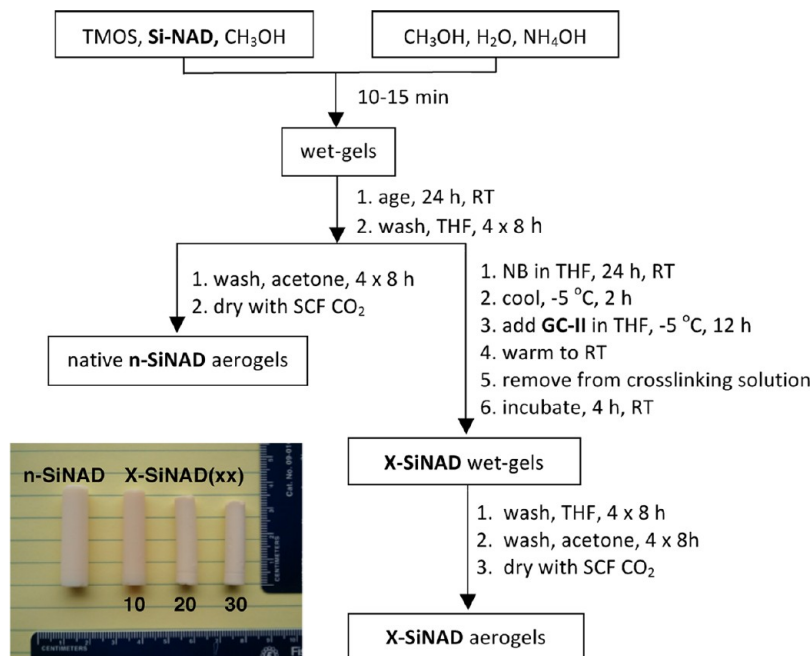 TMOS, Si-NAD, CH₃OH
CH₃OH, H₂O, NH₄OH
10-15 min
wet-gels
1. age, 24 h, RT
2. wash, THF, 4 x 8 h
1. wash, acetone, 4 x 8 h
2. dry with SCF CO₂
native n-SiNAD aerogels
1. NB in THF, 24 h, RT
2. cool, -5 °C, 2 h
3. add GC-II in THF, -5 °C, 12 h
4. warm to RT
5. remove from crosslinking solution
6. incubate, 4 h, RT
X-SiNAD wet-gels
1. wash, THF, 4 x 8 h
2. wash, acetone, 4 x 8h
3. dry with SCF CO₂
X-SiNAD aerogels
n-SiNAD X-SiNAD(xx)
10 20 30
CENTIMETERS
CENTIMETERS